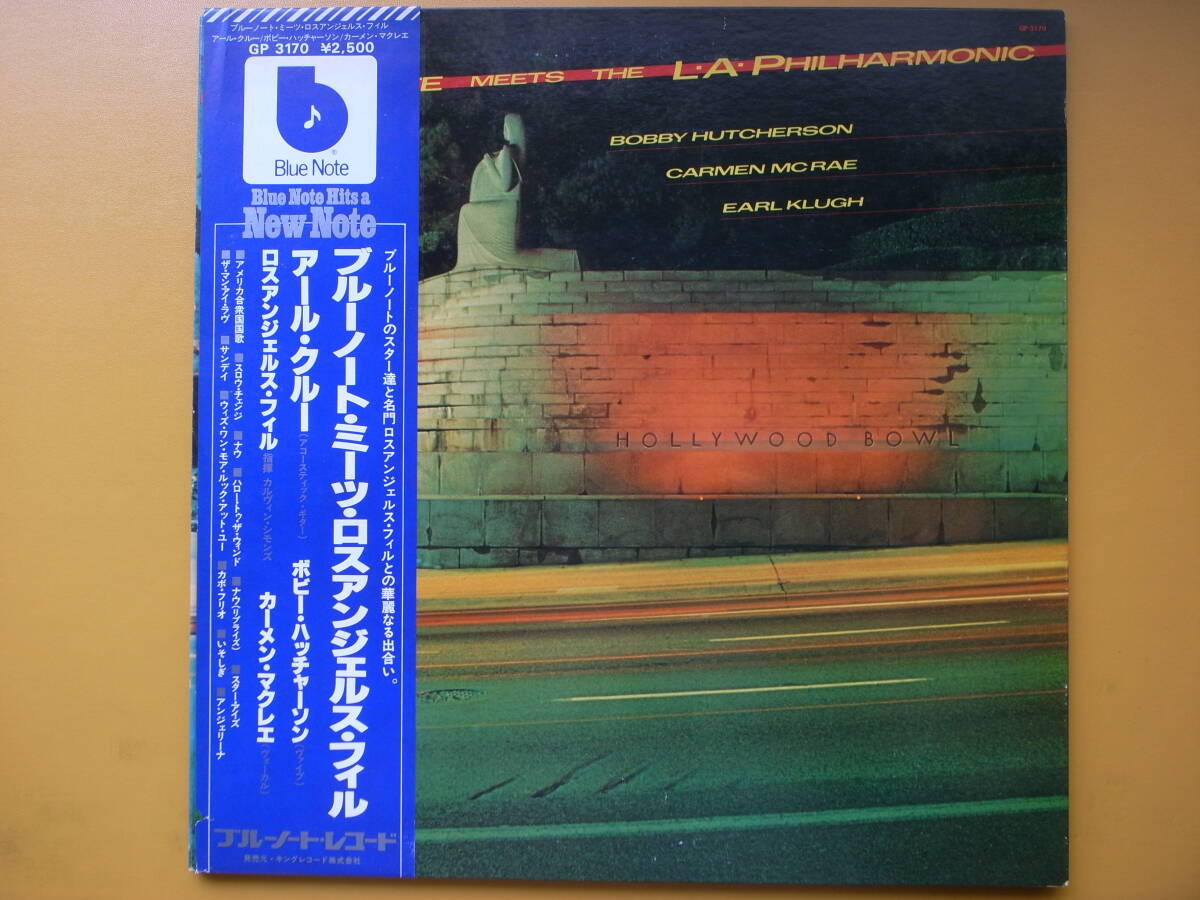 ブルーノート・ミーツ・ロスアンジェルス・フィル
アール・クルー/ボビー・ハッチャーソン/カーメン・マクレエ
GP 3170 ¥2,500
Blue Note
®
Blue Note Hits a
New Note
ブルーノートのスター達と名門ロスアンジェルス・フィルとの華麗なる出合い。
ブルーノート・ミーツ・ロスアンジェルス・フィル
アール・クルー(アコースティック・ギター) ボビー・ハッチャーソン(ヴァイブ)
ロスアンジェルス・フィル 指揮 カルヴィン・シモンズ カーメン・マクレエ(ヴォーカル)
■アメリカ合衆国国歌 ■スロウ・チェンジ ■ナウ ■ハロー・トゥ・ザ・ウィンド ■ナウ(リプライズ) ■スター・アイズ
■ザ・マン・アイ・ラヴ ■サンデイ ■ウィズ・ワン・モア・ルック・アット・ユー ■カボ・フリオ ■いそしぎ ■アンジェリーナ
ブルーノート・レコード
発売元・キングレコード株式会社
GP-3170
TE MEETS THE L·A·PHILHARMONIC
BOBBY HUTCHERSON
CARMEN MCRAE
EARL KLUGH
HOLLYWOOD BOWL